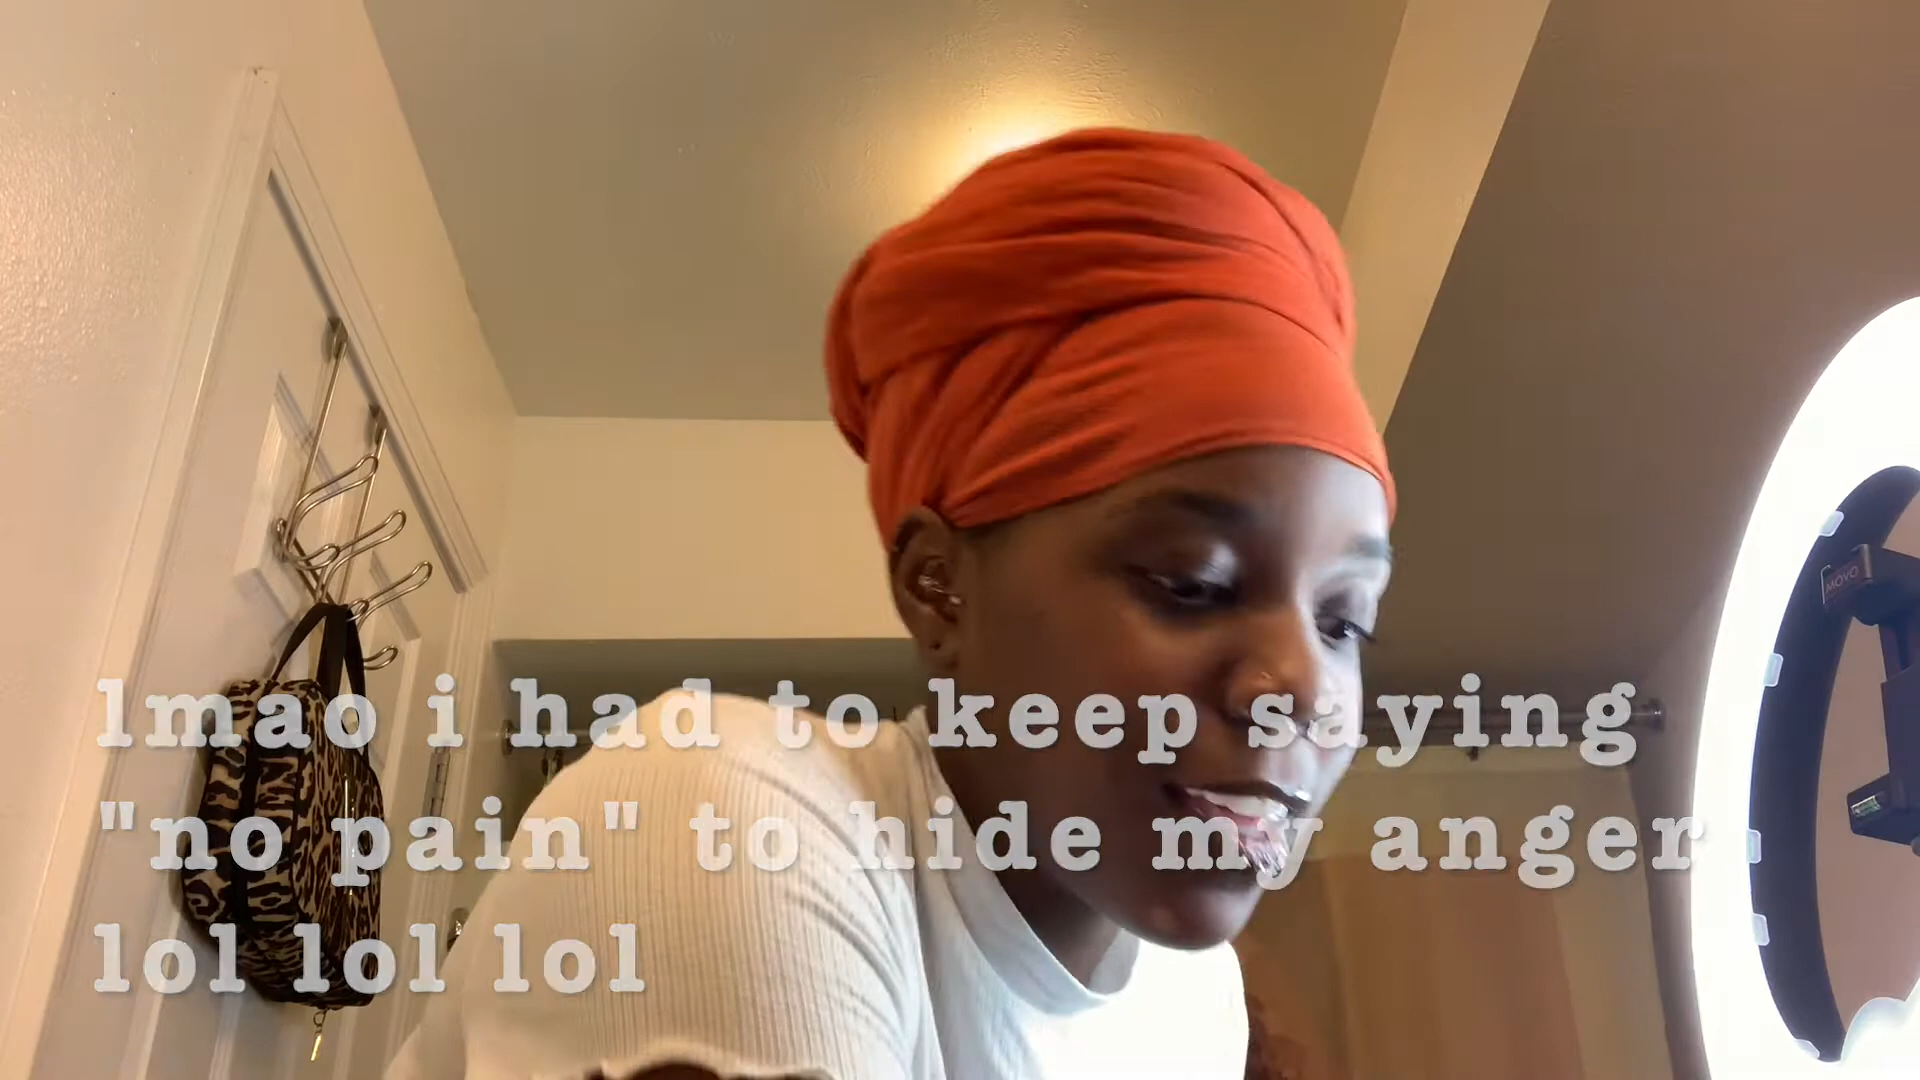 lmao i had to keep saying
"no pain" to hide my anger
lol lol lol
MOVO